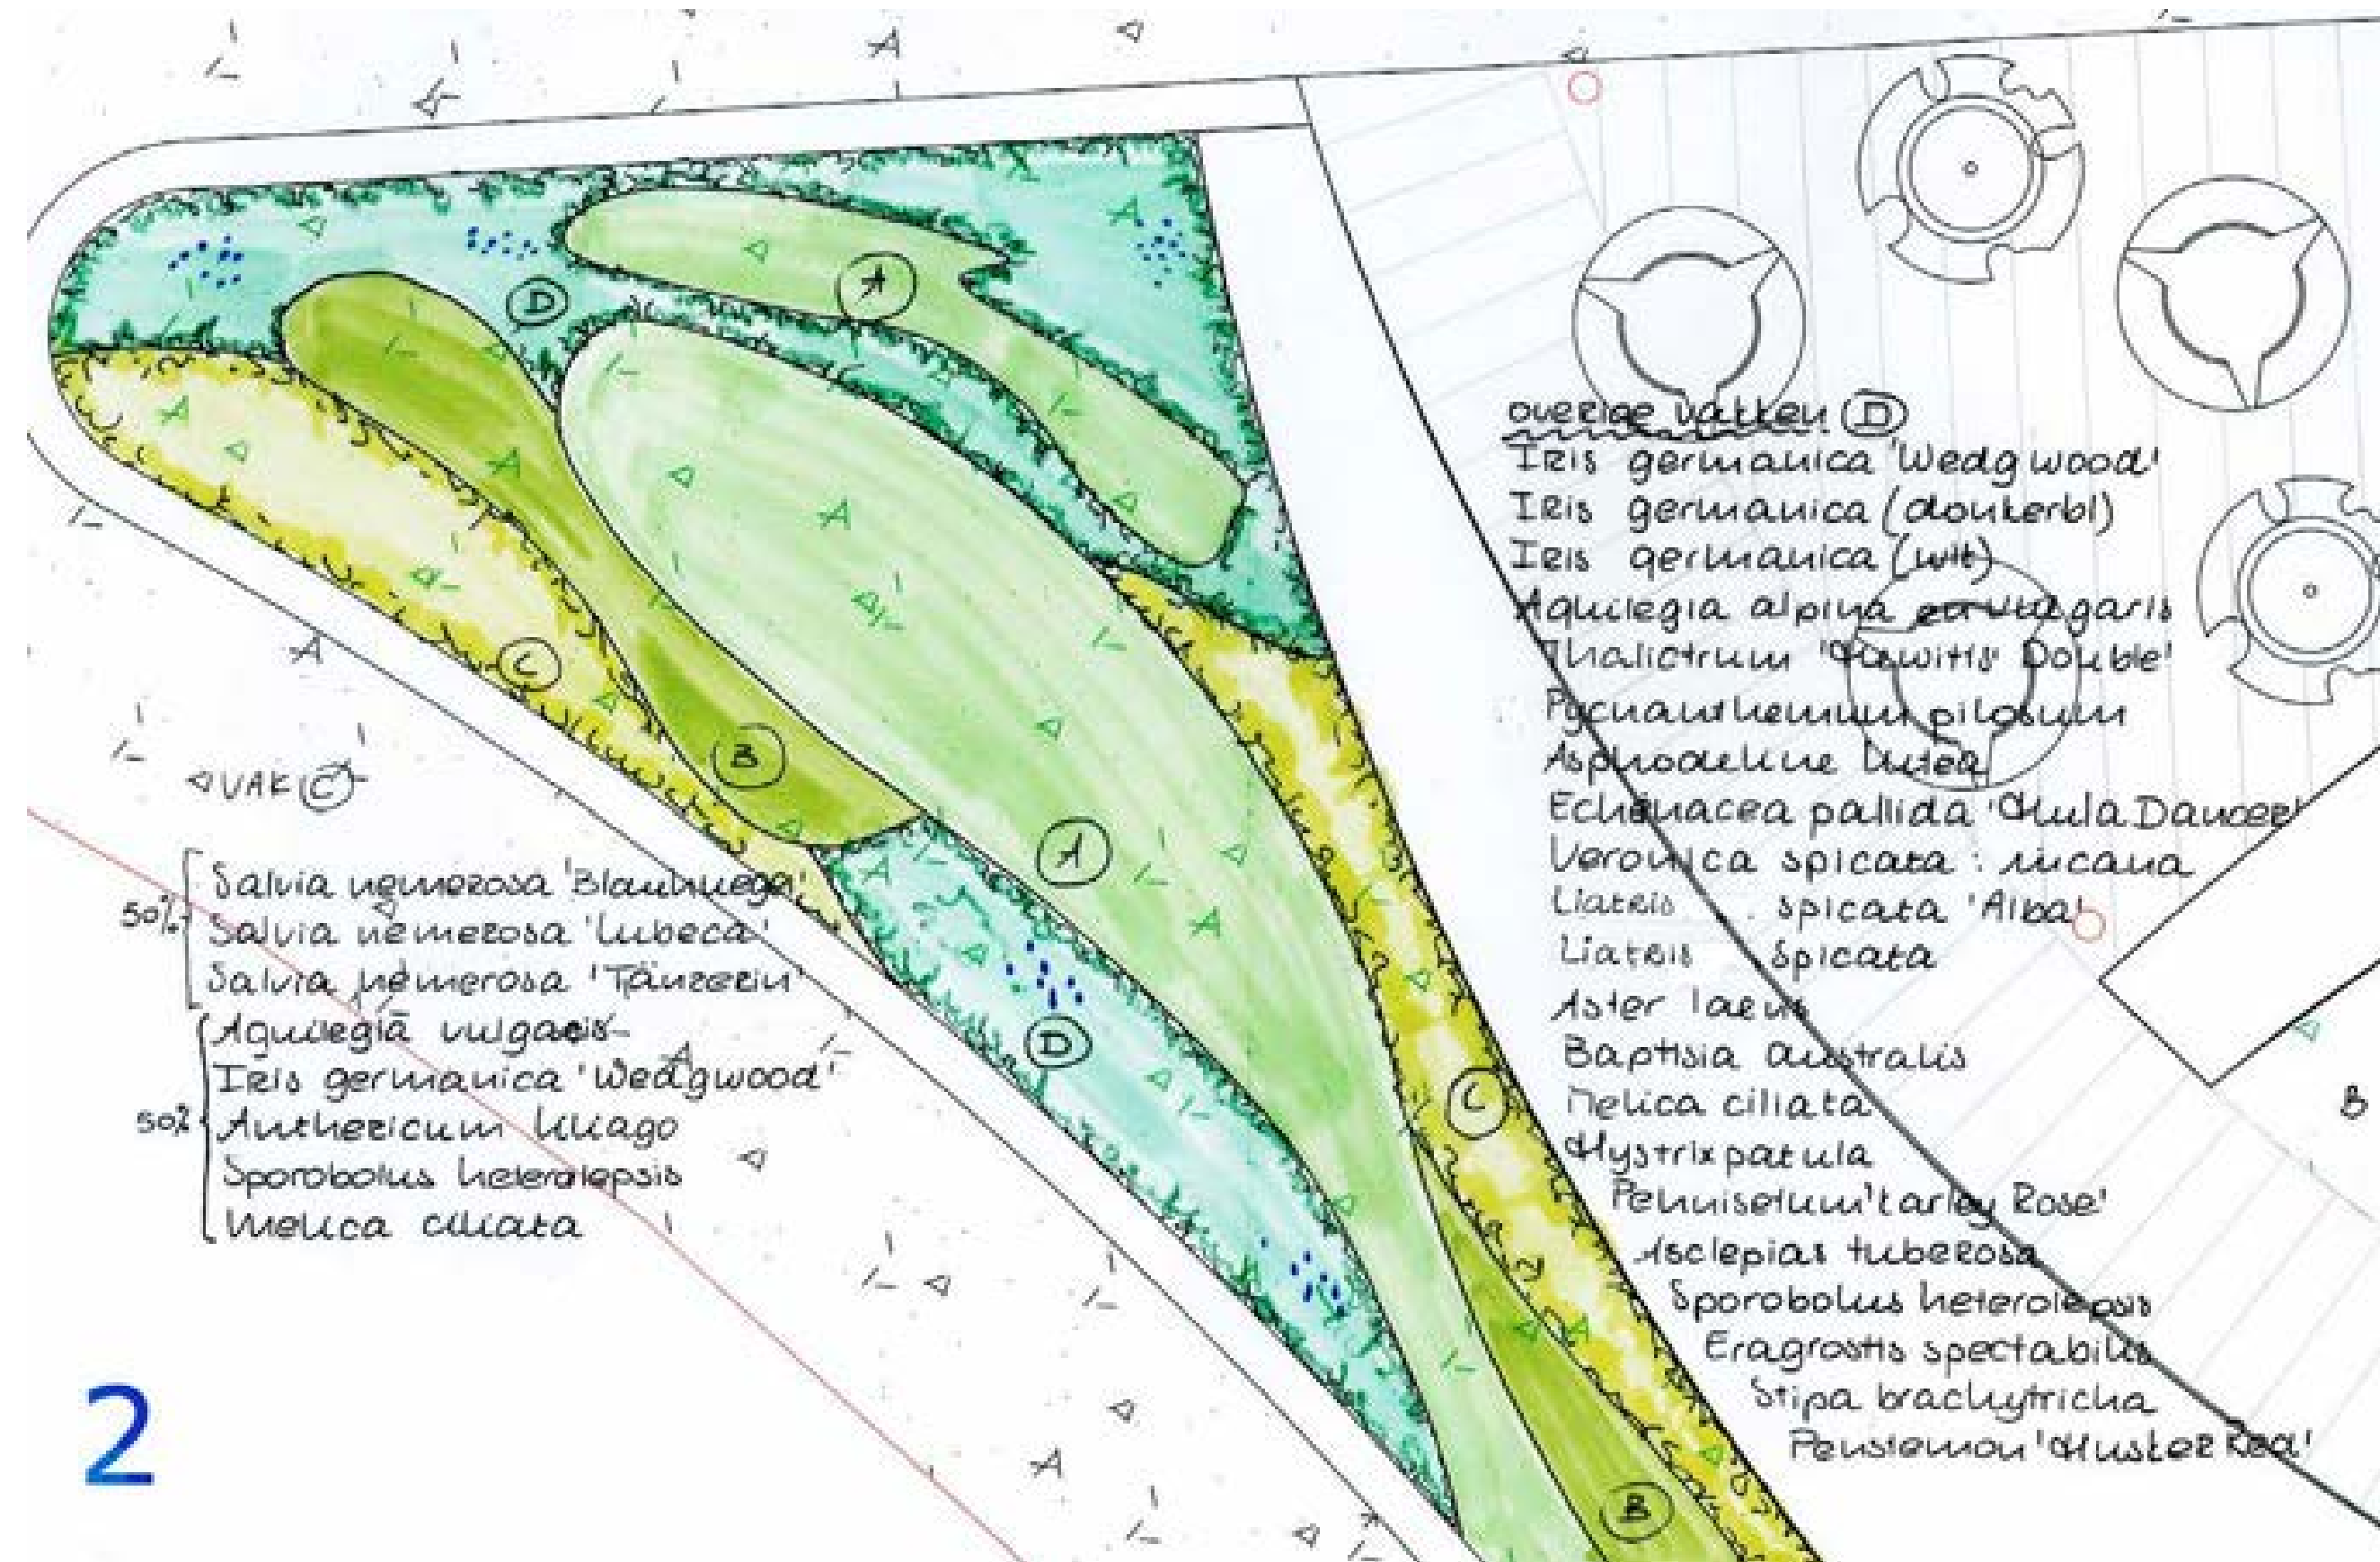 A
D
C
B
A
D
C
B
B
VAK C
50%
Salvia nemerosa 'Blauhuegel'
Salvia nemerosa 'Lubeca'
Salvia nemerosa 'Tänzerin'
50%
Aquilegia vulgaris
Iris germanica 'Wedgwood'
Anthericum liliago
Sporobolus heterolepsis
Melica ciliata
2
overige vakken D
Iris germanica 'Wedgwood'
Iris germanica (donkerbl)
Iris germanica (wit)
Aquilegia alpina en vulagaris
Thalictrum 'Hewitts Double'
Pycnanthemum pilosum
Asphodeline lutea
Echinacea pallida 'Hula Dancer'
Veronica spicata : incana
Liatris spicata 'Alba'
Liatris spicata
Aster laevis
Baptisia australis
Melica ciliata
Hystrix patula
Pennisetum 'Karley Rose'
Asclepias tuberosa
Sporobolus heterolepsis
Eragrostis spectabilis
Stipa brachytricha
Penstemon 'Husker Red'